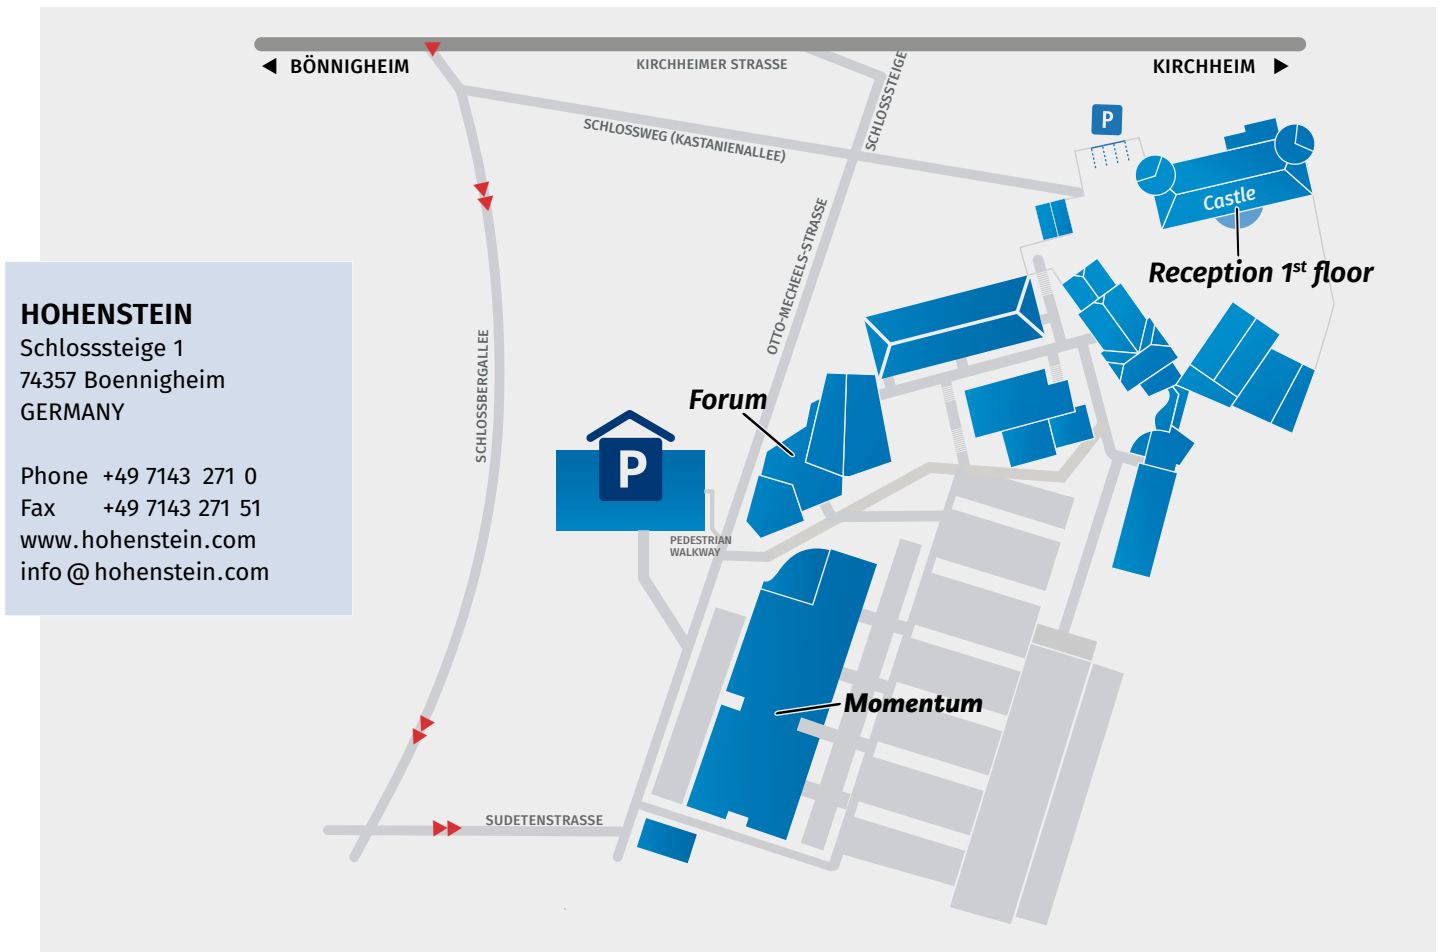 BÖNNIGHEIM
KIRCHHEIMER STRASSE
KIRCHHEIM
SCHLOSSSTEIGE
SCHLOSSWEG (KASTANIENALLEE)
P
Castle
Reception 1st floor
OTTO-MECHEELS-STRASSE
HOHENSTEIN
Schlosssteige 1
74357 Boennigheim
GERMANY
Phone +49 7143 271 0
Fax +49 7143 271 51
www.hohenstein.com
info@hohenstein.com
SCHLOSSBERGALLEE
Forum
P
PEDESTRIAN
WALKWAY
Momentum
SUDETENSTRASSE